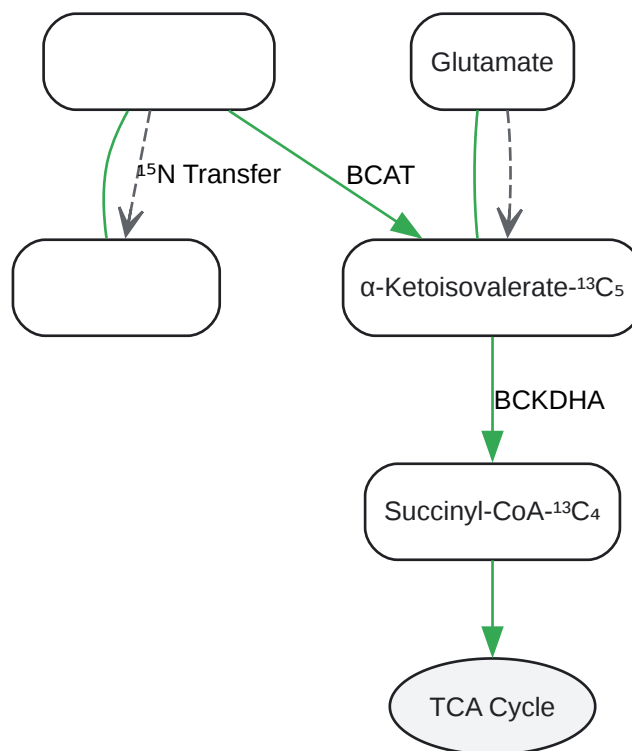 Glutamate
¹⁵N Transfer
BCAT
α-Ketoisovalerate-¹³C₅
BCKDHA
Succinyl-CoA-¹³C₄
TCA Cycle